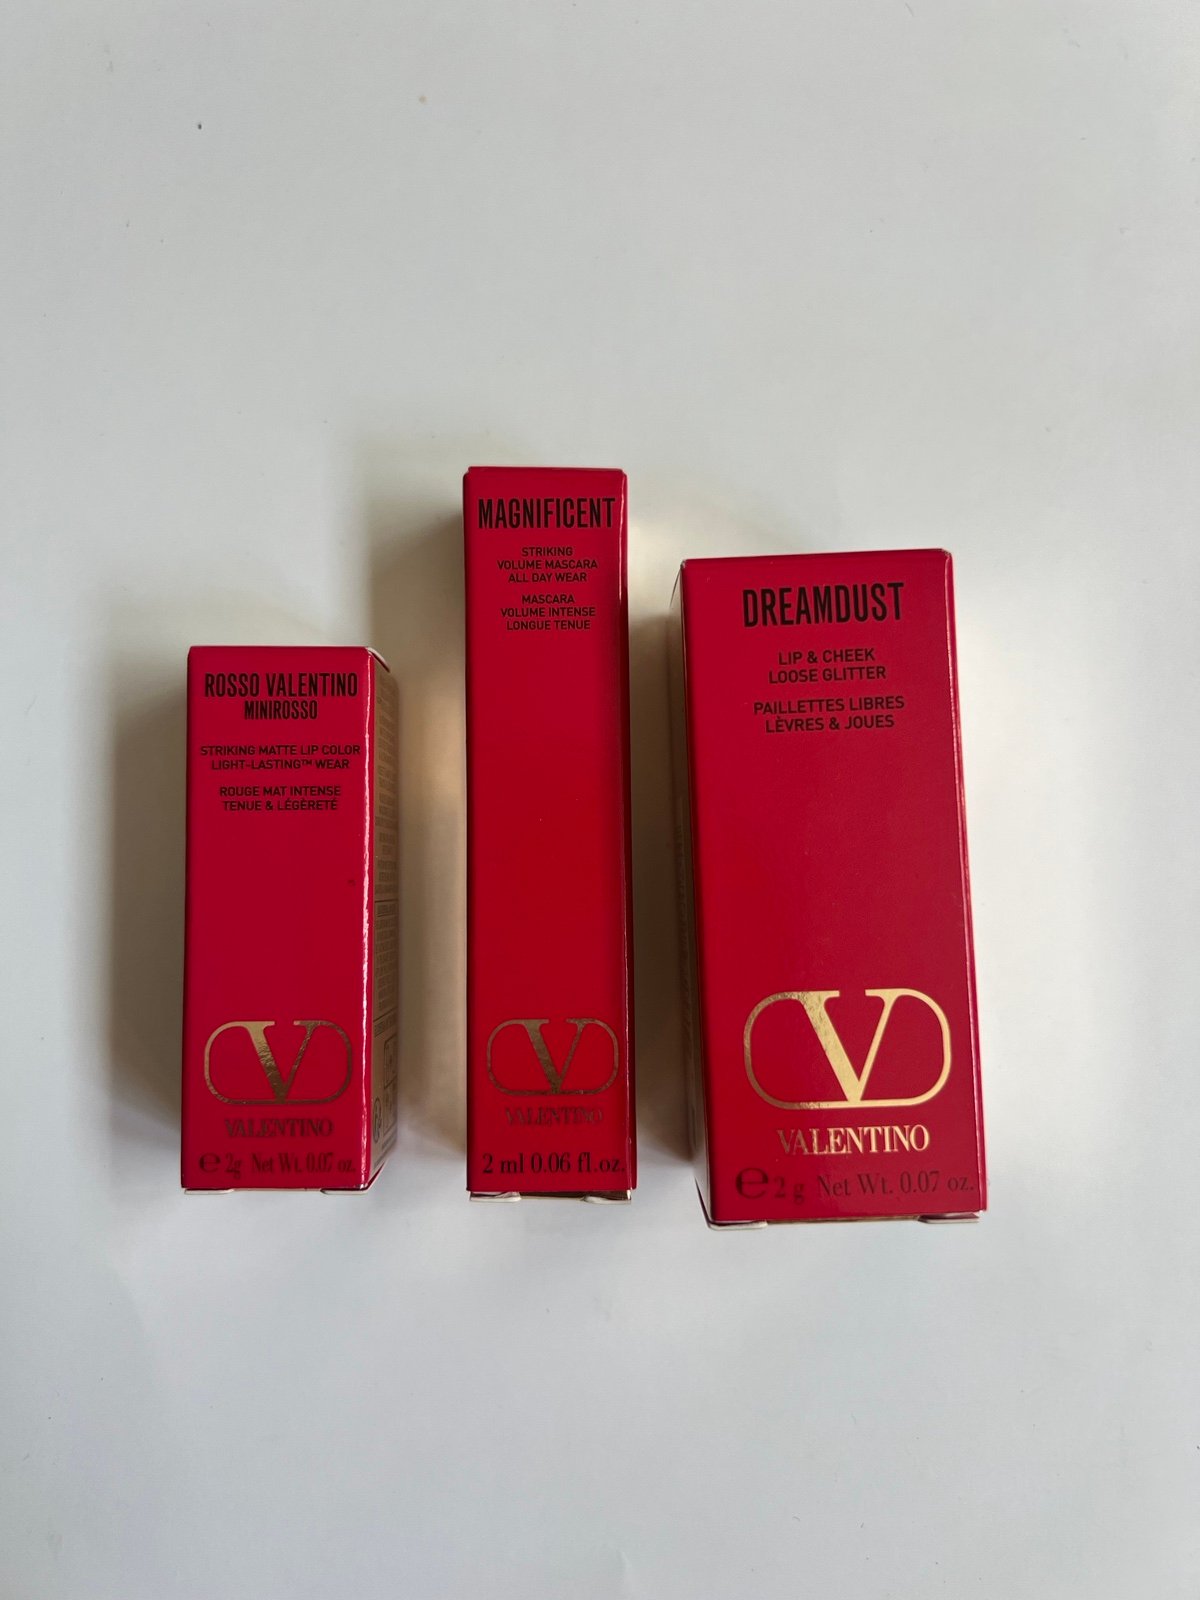 ROSSO VALENTINO
MINIROSSO
STRIKING MATTE LIP COLOR
LIGHT-LASTING™ WEAR
ROUGE MAT INTENSE
TENUE & LÉGÈRETÉ
V
VALENTINO
℮ 2g Net Wt. 0.07 oz.
MAGNIFICENT
STRIKING
VOLUME MASCARA
ALL DAY WEAR
MASCARA
VOLUME INTENSE
LONGUE TENUE
V
VALENTINO
2 ml 0.06 fl.oz.
DREAMDUST
LIP & CHEEK
LOOSE GLITTER
PAILLETTES LIBRES
LÈVRES & JOUES
V
VALENTINO
℮ 2 g Net Wt. 0.07 oz.